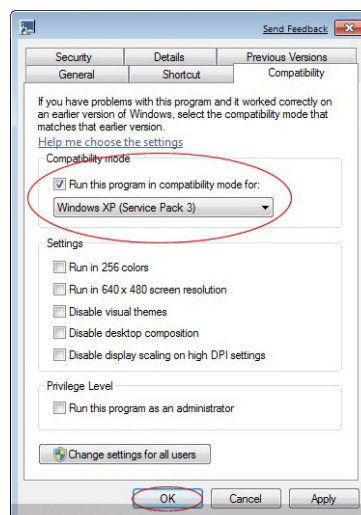 Send Feedback
Security Details Previous Versions
General Shortcut Compatibility
If you have problems with this program and it worked correctly on
an earlier version of Windows, select the compatibility mode that
matches that earlier version.
Help me choose the settings
Compatibility mode
Run this program in compatibility mode for:
Windows XP (Service Pack 3)
Settings
Run in 256 colors
Run in 640 x 480 screen resolution
Disable visual themes
Disable desktop composition
Disable display scaling on high DPI settings
Privilege Level
Run this program as an administrator
Change settings for all users
OK Cancel Apply